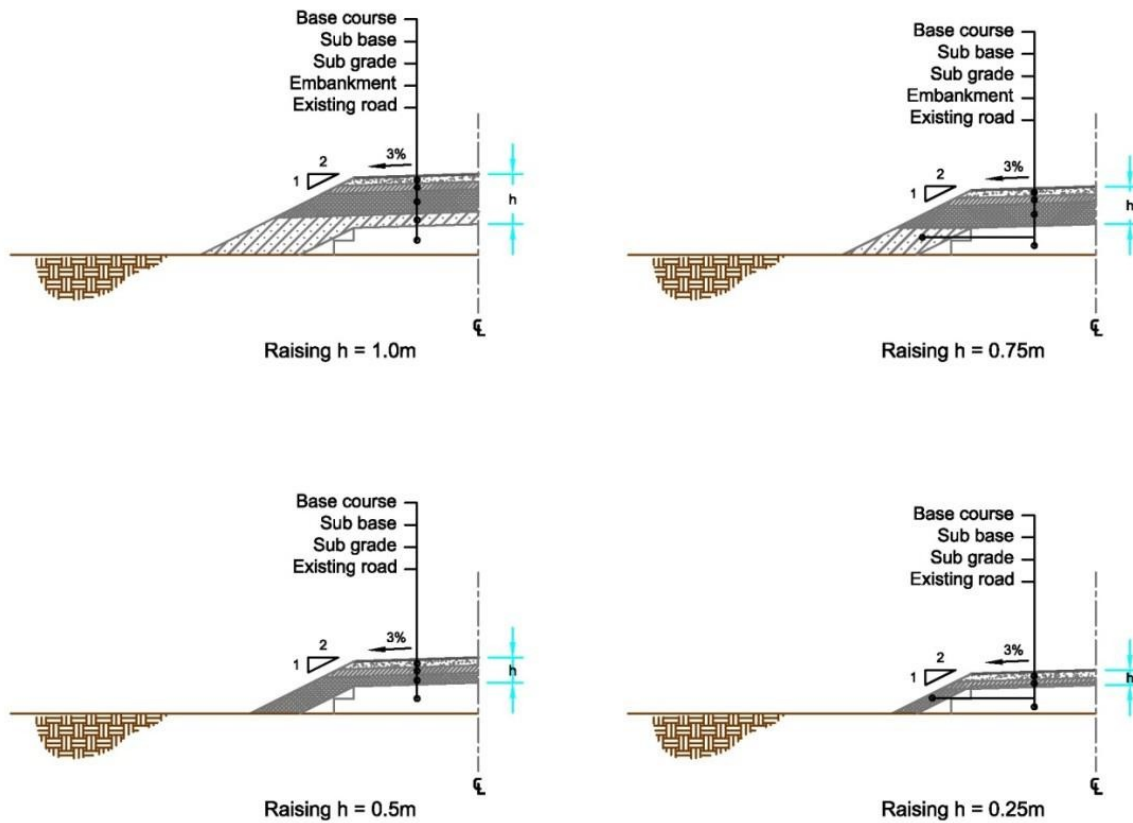 Base course
Sub base
Sub grade
Embankment
Existing road
3%
2
1
h
℄
Raising h = 1.0m
Base course
Sub base
Sub grade
Embankment
Existing road
3%
2
1
h
℄
Raising h = 0.75m
Base course
Sub base
Sub grade
Existing road
3%
2
1
h
℄
Raising h = 0.5m
Base course
Sub base
Sub grade
Existing road
3%
2
1
h
℄
Raising h = 0.25m